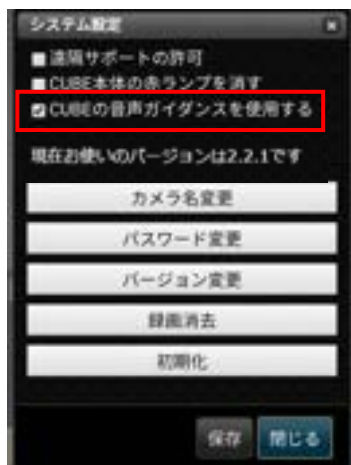 システム設定
遠隔サポートの許可
CUBE本体の赤ランプを消す
CUBEの音声ガイダンスを使用する
現在お使いのバージョンは2.2.1です
カメラ名変更
パスワード変更
バージョン変更
録画消去
初期化
保存 閉じる